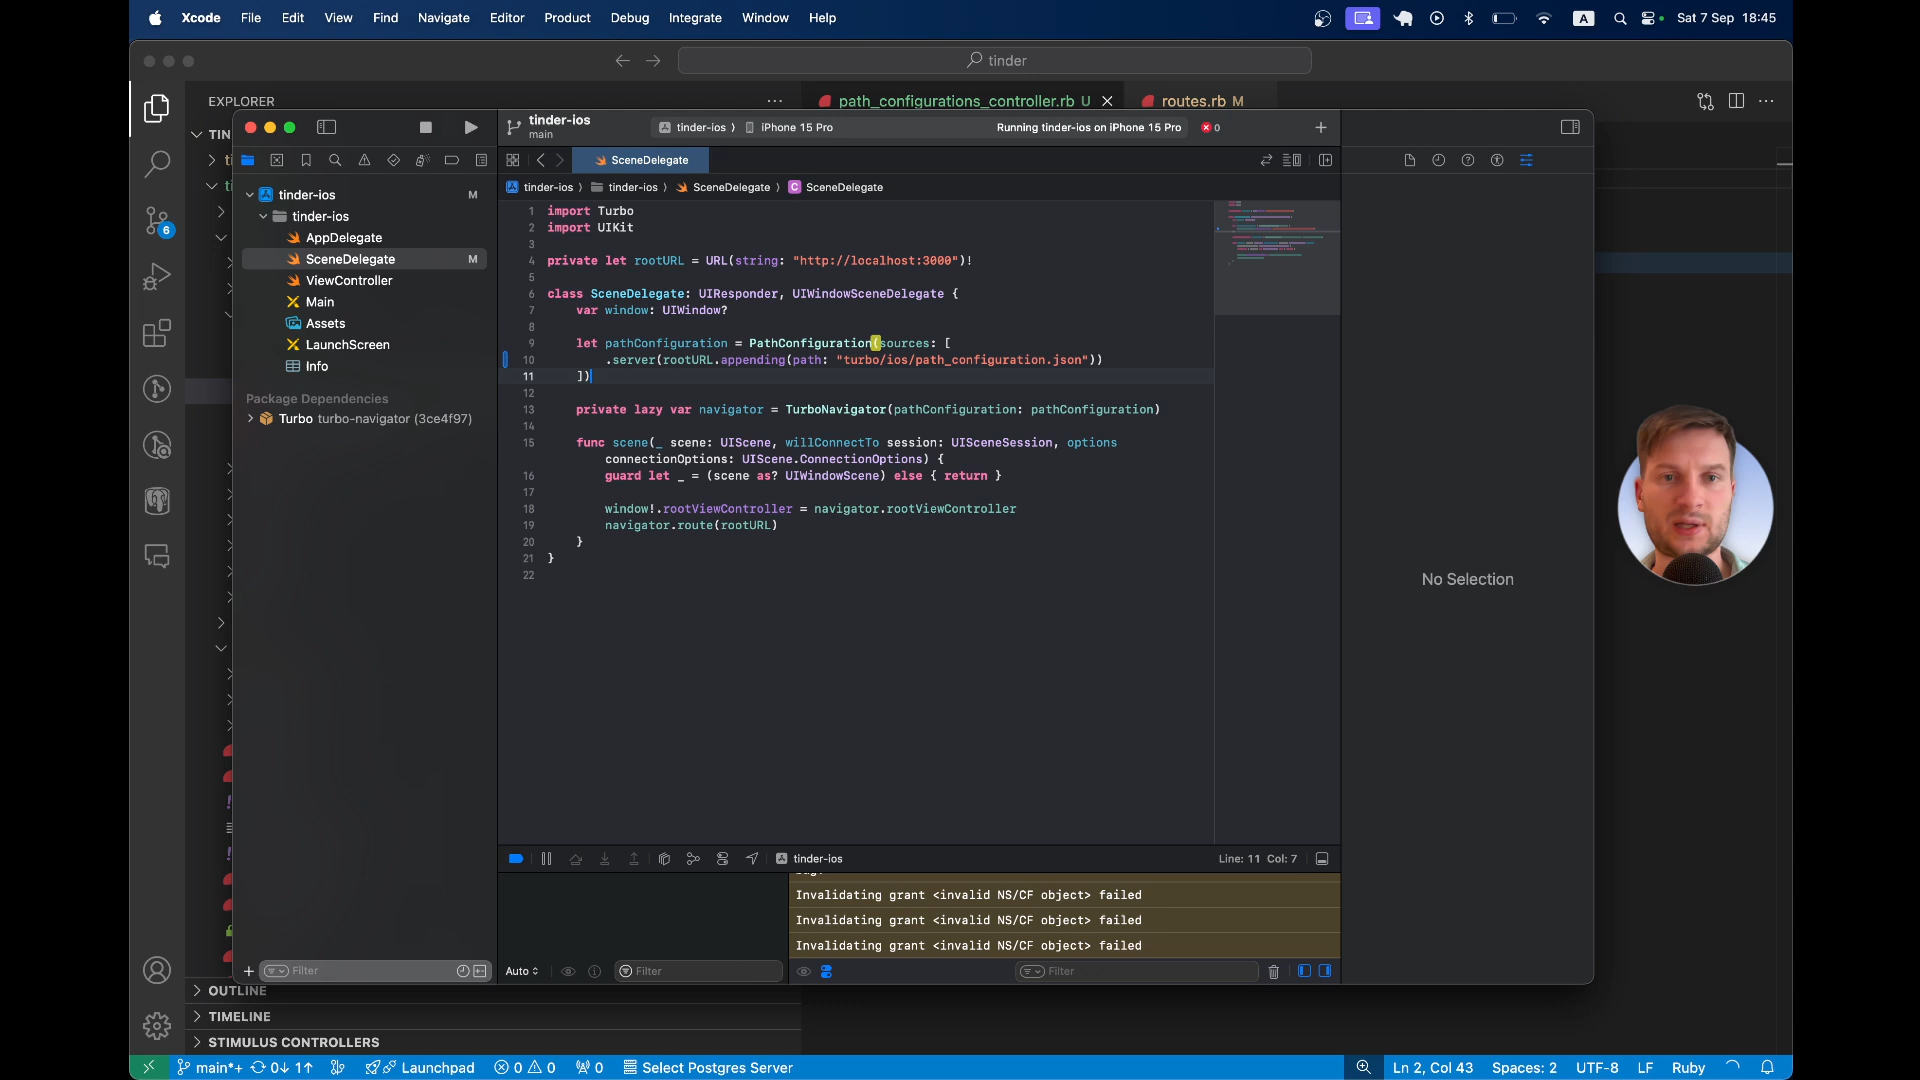 Xcode File Edit View Find Navigate Editor Product Debug Integrate Window Help
A Sat 7 Sep 18:45
tinder
EXPLORER
path_configurations_controller.rb U
routes.rb M
TIN
tinder-ios
main
tinder-ios
iPhone 15 Pro
Running tinder-ios on iPhone 15 Pro
0
SceneDelegate
tinder-ios
tinder-ios
SceneDelegate
C SceneDelegate
tinder-ios M
tinder-ios
AppDelegate
SceneDelegate M
ViewController
Main
Assets
LaunchScreen
Info
Package Dependencies
Turbo turbo-navigator (3ce4f97)
6
1 import Turbo
2 import UIKit
3
4 private let rootURL = URL(string: "http://localhost:3000")!
5
6 class SceneDelegate: UIResponder, UIWindowSceneDelegate {
7 var window: UIWindow?
8
9 let pathConfiguration = PathConfiguration(sources: [
10 .server(rootURL.appending(path: "turbo/ios/path_configuration.json"))
11 ])
12
13 private lazy var navigator = TurboNavigator(pathConfiguration: pathConfiguration)
14
15 func scene(_ scene: UIScene, willConnectTo session: UISceneSession, options
connectionOptions: UIScene.ConnectionOptions) {
16 guard let _ = (scene as? UIWindowScene) else { return }
17
18 window!.rootViewController = navigator.rootViewController
19 navigator.route(rootURL)
20 }
21 }
22
No Selection
tinder-ios
Line: 11 Col: 7
Invalidating grant <invalid NS/CF object> failed
Invalidating grant <invalid NS/CF object> failed
Invalidating grant <invalid NS/CF object> failed
Filter
Auto
Filter
Filter
OUTLINE
TIMELINE
STIMULUS CONTROLLERS
main*+ 0↓ 1↑ Launchpad 0 0 0 Select Postgres Server
Ln 2, Col 43 Spaces: 2 UTF-8 LF Ruby